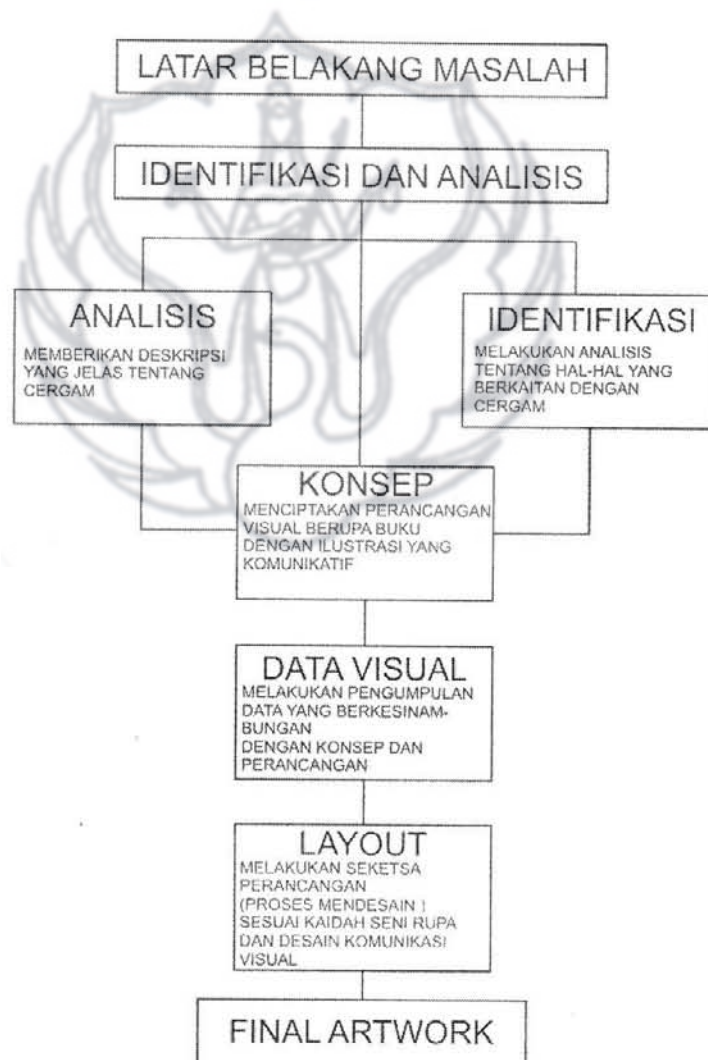 LATAR BELAKANG MASALAH
IDENTIFIKASI DAN ANALISIS
ANALISIS
MEMBERIKAN DESKRIPSI
YANG JELAS TENTANG
CERGAM
IDENTIFIKASI
MELAKUKAN ANALISIS
TENTANG HAL-HAL YANG
BERKAITAN DENGAN
CERGAM
KONSEP
MENCIPTAKAN PERANCANGAN
VISUAL BERUPA BUKU
DENGAN ILUSTRASI YANG
KOMUNIKATIF
DATA VISUAL
MELAKUKAN PENGUMPULAN
DATA YANG BERKESINAM-
BUNGAN
DENGAN KONSEP DAN
PERANCANGAN
LAYOUT
MELAKUKAN SEKETSA
PERANCANGAN
(PROSES MENDESAIN )
SESUAI KAIDAH SENI RUPA
DAN DESAIN KOMUNIKASI
VISUAL
FINAL ARTWORK